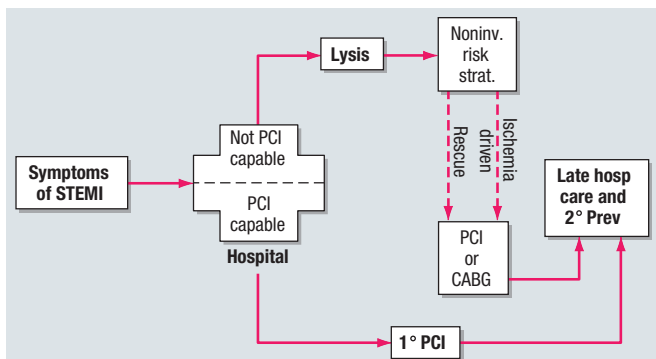 Symptoms
of STEMI
Not PCI
capable
PCI
capable
Hospital
Lysis
Noninv.
risk
strat.
Rescue
Ischemia
driven
PCI
or
CABG
1° PCI
Late hosp
care and
2° Prev